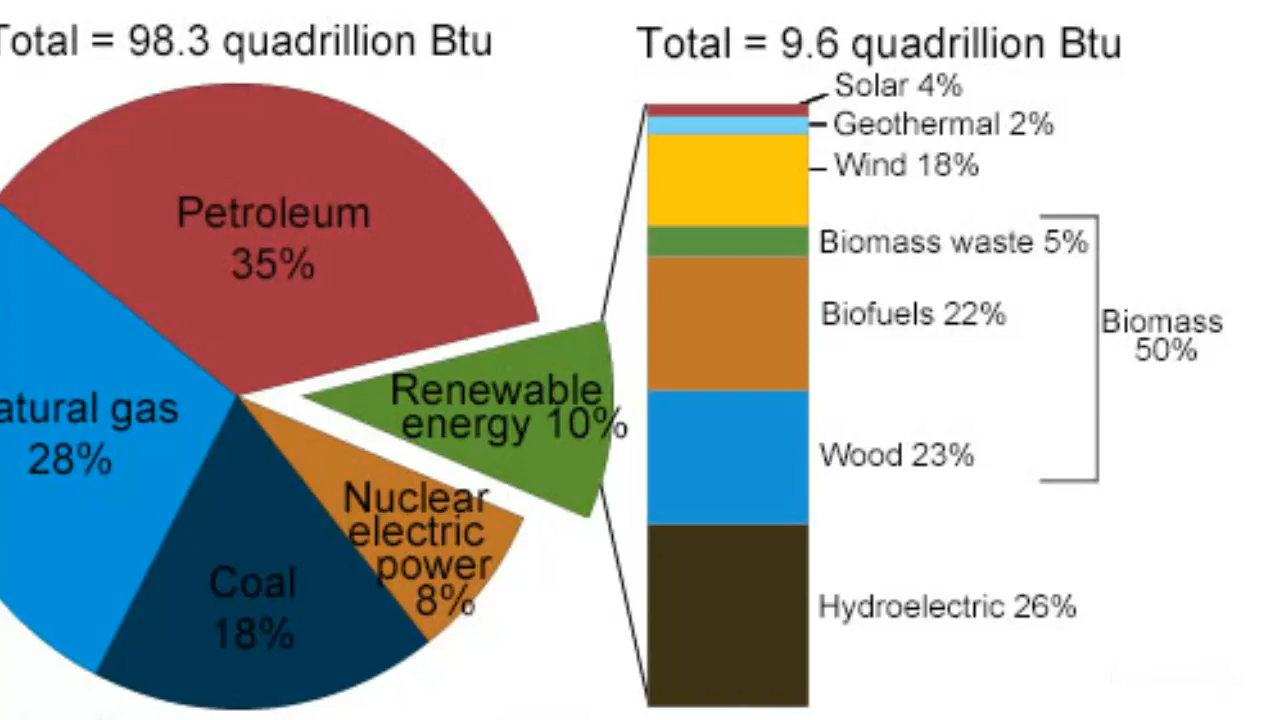 Total = 98.3 quadrillion Btu
Total = 9.6 quadrillion Btu
Petroleum
35%
atural gas
28%
Coal
18%
Nuclear
electric
power
8%
Renewable
energy 10%
Solar 4%
Geothermal 2%
Wind 18%
Biomass waste 5%
Biofuels 22%
Wood 23%
Biomass
50%
Hydroelectric 26%